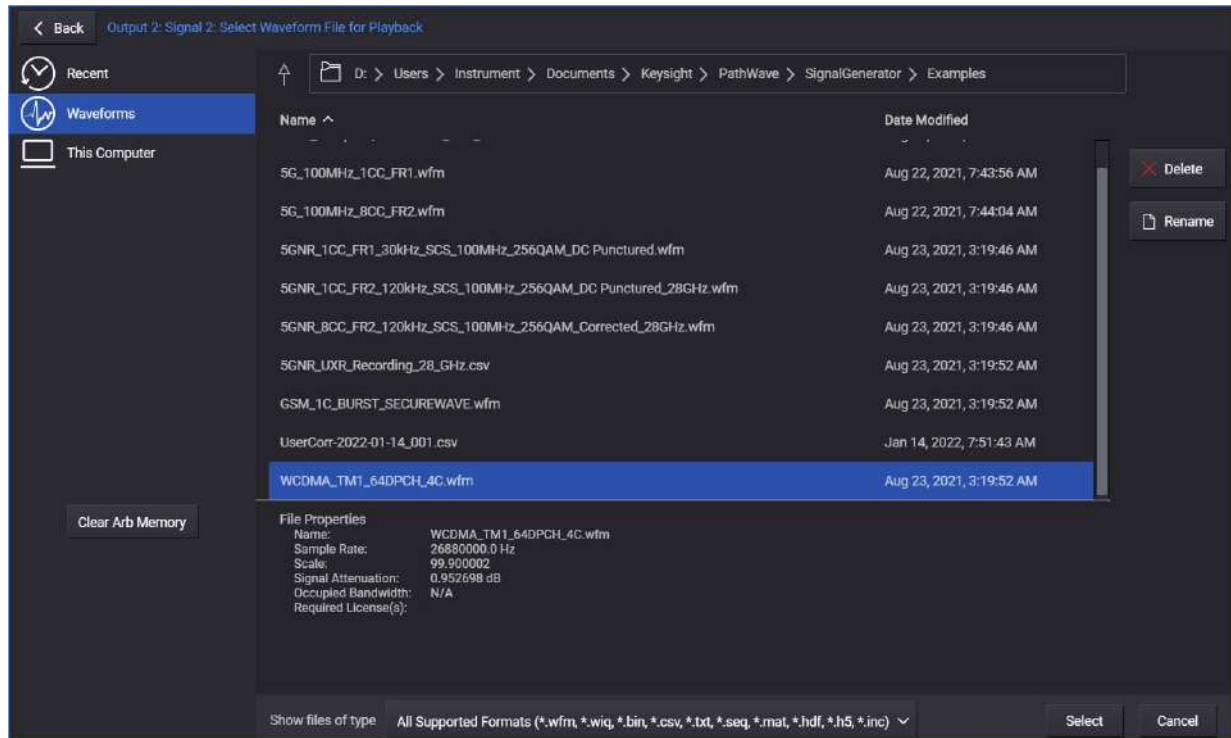 Back Output 2: Signal 2: Select Waveform File for Playback
Recent
Waveforms
This Computer
Clear Arb Memory
D: > Users > Instrument > Documents > Keysight > PathWave > SignalGenerator > Examples
Name Date Modified
5G_100MHz_1CC_FR1.wfm Aug 22, 2021, 7:43:56 AM
5G_100MHz_8CC_FR2.wfm Aug 22, 2021, 7:44:04 AM
5GNR_1CC_FR1_30kHz_SCS_100MHz_256QAM_DC Punctured.wfm Aug 23, 2021, 3:19:46 AM
5GNR_1CC_FR2_120kHz_SCS_100MHz_256QAM_DC Punctured_28GHz.wfm Aug 23, 2021, 3:19:46 AM
5GNR_8CC_FR2_120kHz_SCS_100MHz_256QAM_Corrected_28GHz.wfm Aug 23, 2021, 3:19:46 AM
5GNR_UXR_Recording_28_GHz.csv Aug 23, 2021, 3:19:52 AM
GSM_1C_BURST_SECUREWAVE.wfm Aug 23, 2021, 3:19:52 AM
UserCorr-2022-01-14_001.csv Jan 14, 2022, 7:51:43 AM
WCDMA_TM1_64DPCH_4C.wfm Aug 23, 2021, 3:19:52 AM
Delete
Rename
File Properties
Name: WCDMA_TM1_64DPCH_4C.wfm
Sample Rate: 26880000.0 Hz
Scale: 99.900002
Signal Attenuation: 0.952698 dB
Occupied Bandwidth: N/A
Required License(s):
Show files of type All Supported Formats (*.wfm, *.wiq, *.bin, *.csv, *.txt, *.seq, *.mat, *.hdf, *.h5, *.inc) Select Cancel